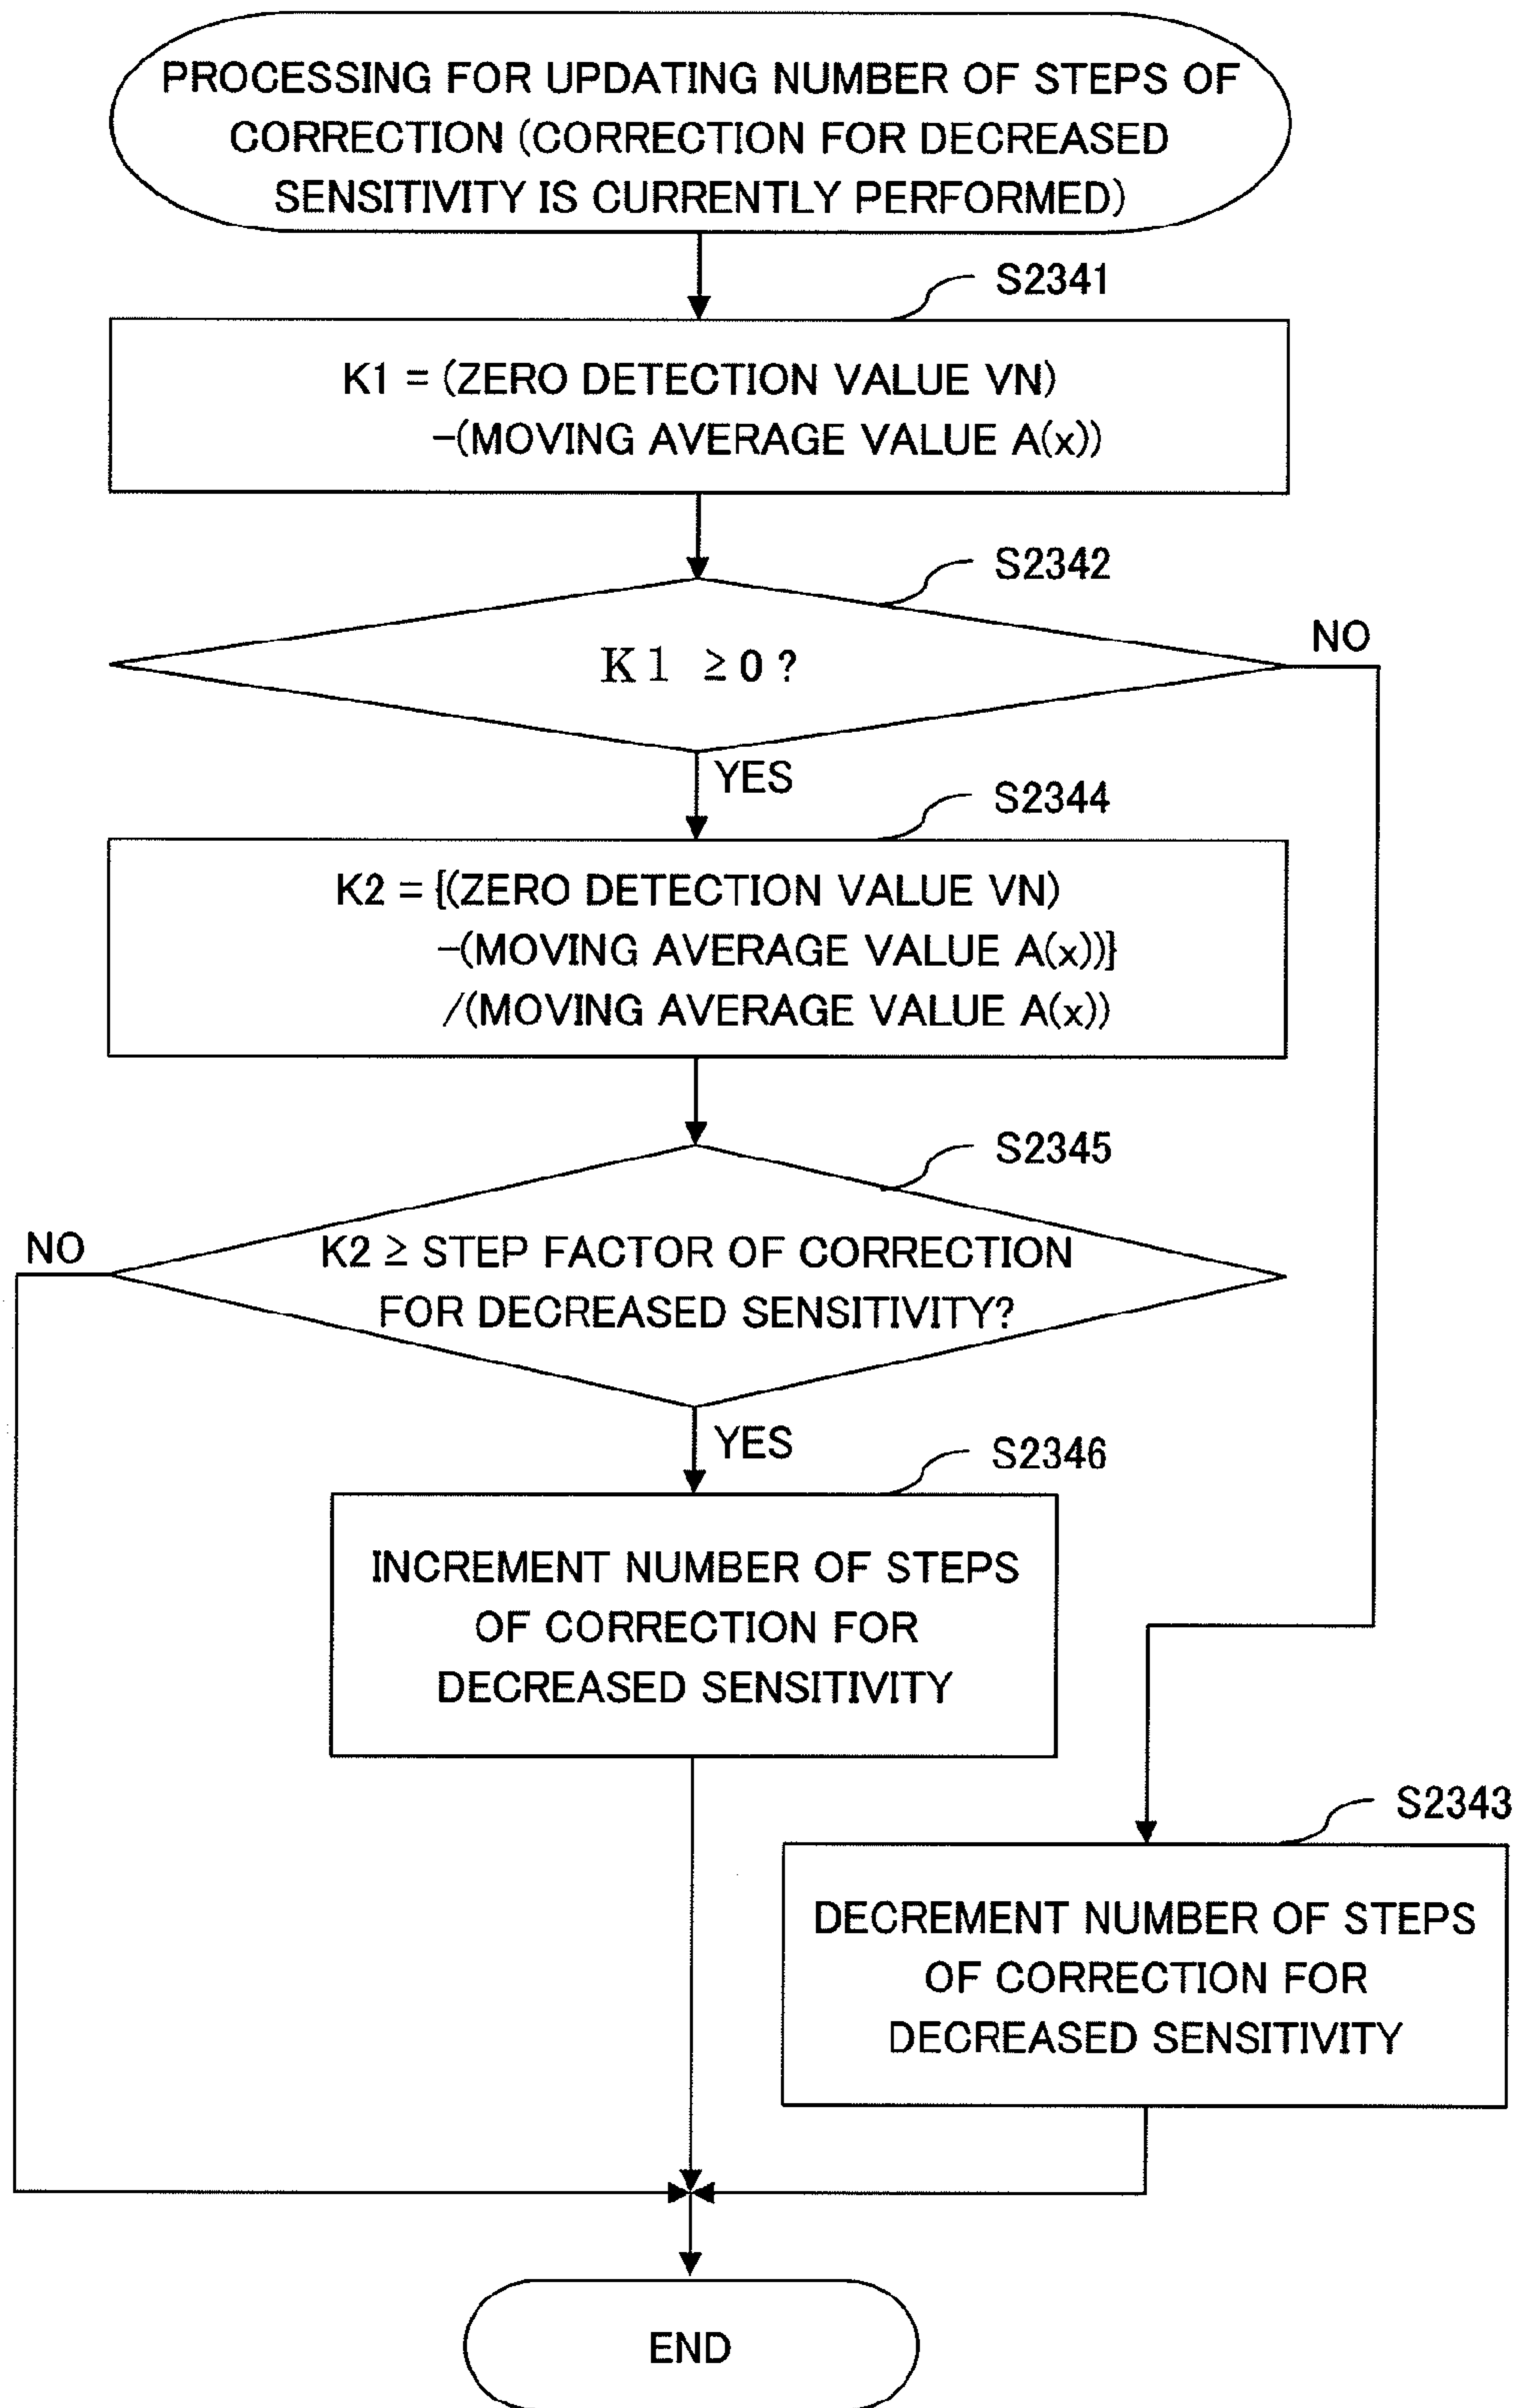 PROCESSING FOR UPDATING NUMBER OF STEPS OF
CORRECTION (CORRECTION FOR DECREASED
SENSITIVITY IS CURRENTLY PERFORMED)
S2341
K1 = (ZERO DETECTION VALUE VN)
-(MOVING AVERAGE VALUE A(x))
S2342
K1 ≥ 0 ?
NO
YES
S2344
K2 = {(ZERO DETECTION VALUE VN)
-(MOVING AVERAGE VALUE A(x))}
/(MOVING AVERAGE VALUE A(x))
S2345
NO
K2 ≥ STEP FACTOR OF CORRECTION
FOR DECREASED SENSITIVITY?
YES
S2346
INCREMENT NUMBER OF STEPS
OF CORRECTION FOR
DECREASED SENSITIVITY
S2343
DECREMENT NUMBER OF STEPS
OF CORRECTION FOR
DECREASED SENSITIVITY
END